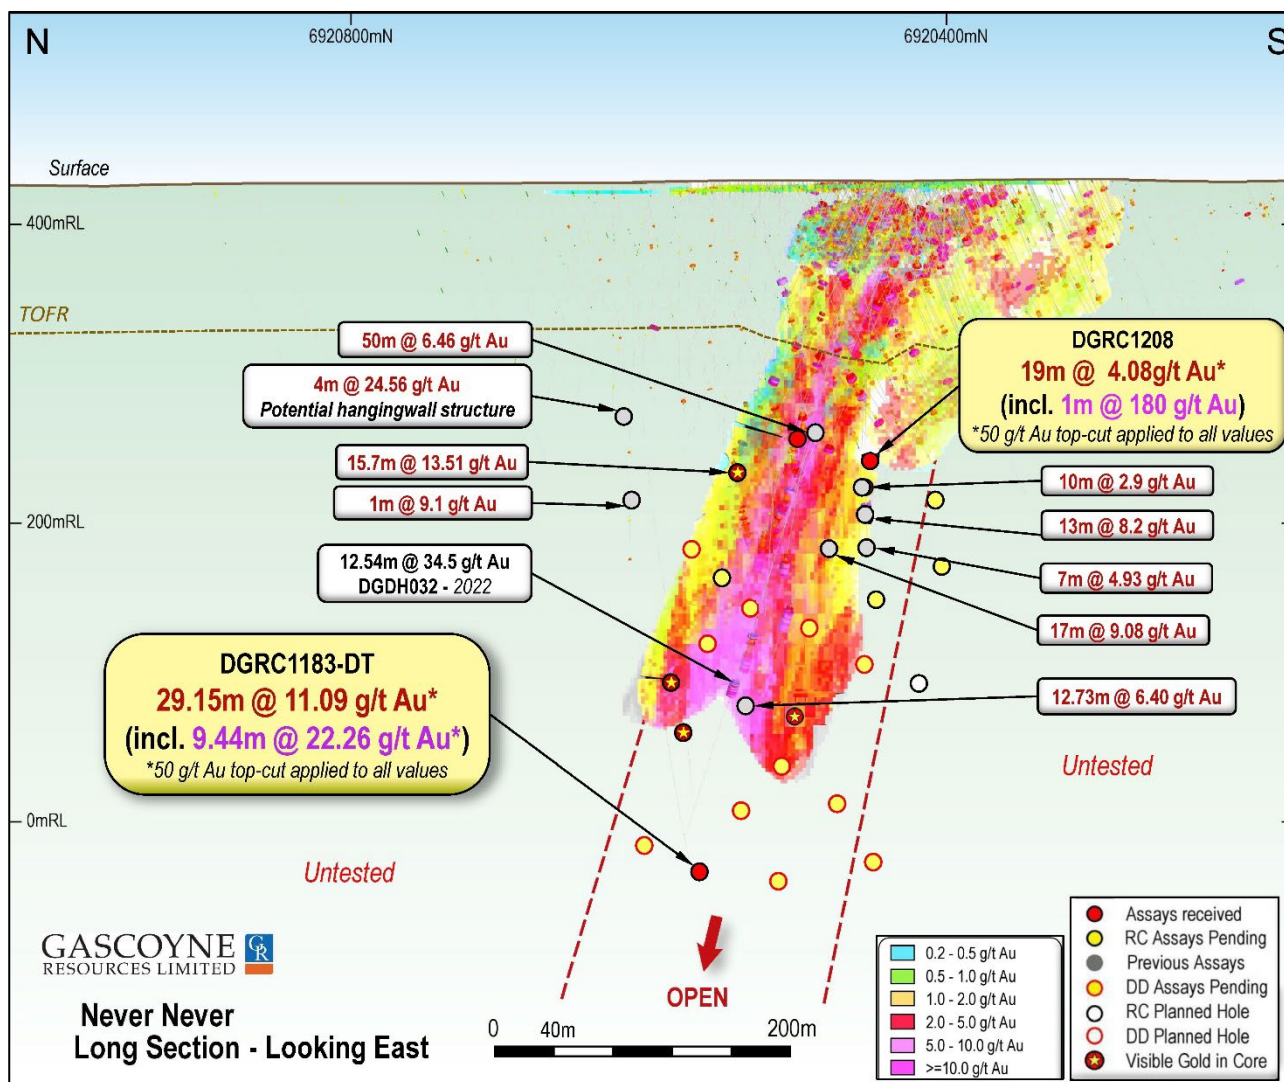 N
6920800mN
6920400mN
S
Surface
400mRL
TOFR
50m @ 6.46 g/t Au
4m @ 24.56 g/t Au
Potential hangingwall structure
15.7m @ 13.51 g/t Au
200mRL
1m @ 9.1 g/t Au
12.54m @ 34.5 g/t Au
DGDH032 - 2022
DGRC1183-DT
29.15m @ 11.09 g/t Au*
(incl. 9.44m @ 22.26 g/t Au*)
*50 g/t Au top-cut applied to all values
0mRL
Untested
DGRC1208
19m @ 4.08g/t Au*
(incl. 1m @ 180 g/t Au)
*50 g/t Au top-cut applied to all values
10m @ 2.9 g/t Au
13m @ 8.2 g/t Au
7m @ 4.93 g/t Au
17m @ 9.08 g/t Au
12.73m @ 6.40 g/t Au
Untested
GASCOYNE
RESOURCES LIMITED
GR
Never Never
Long Section - Looking East
OPEN
0 40m 200m
0.2 - 0.5 g/t Au
0.5 - 1.0 g/t Au
1.0 - 2.0 g/t Au
2.0 - 5.0 g/t Au
5.0 - 10.0 g/t Au
>=10.0 g/t Au
Assays received
RC Assays Pending
Previous Assays
DD Assays Pending
RC Planned Hole
DD Planned Hole
Visible Gold in Core